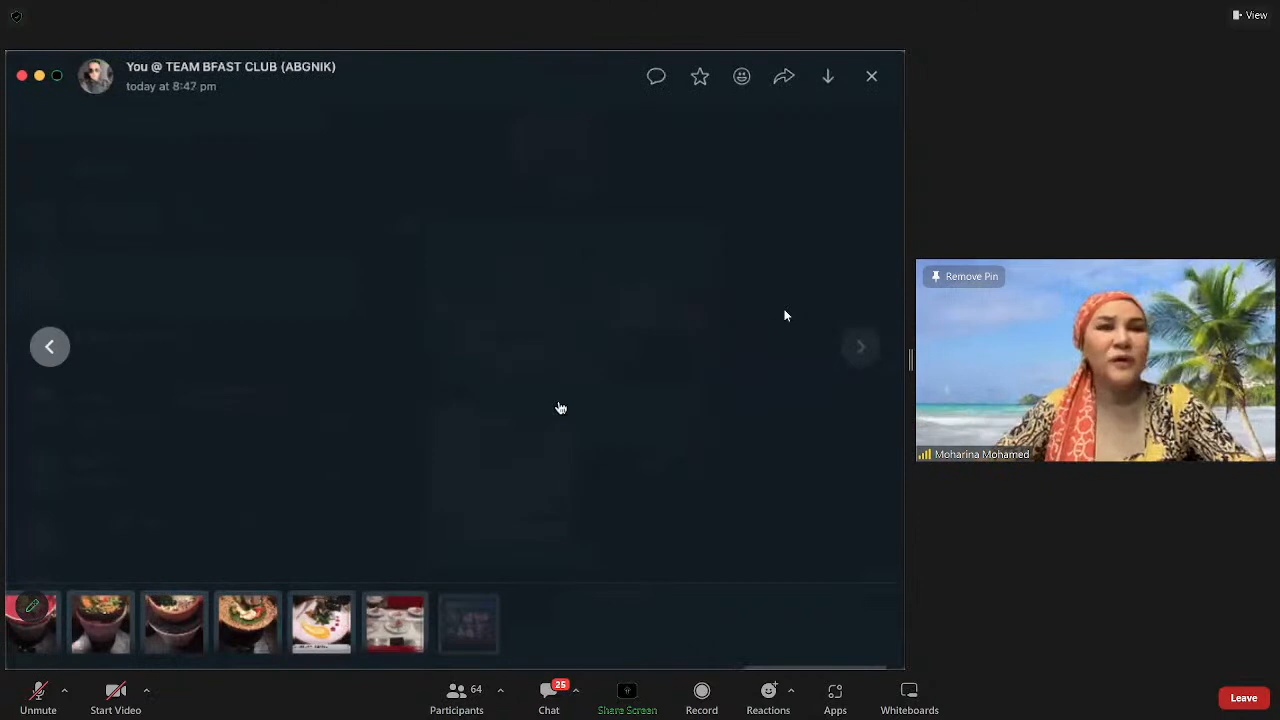 View
You @ TEAM BFAST CLUB (ABGNIK)
today at 8:47 pm
Remove Pin
Moharina Mohamed
Unmute
Start Video
64
Participants
25
Chat
Share Screen
Record
Reactions
Apps
Whiteboards
Leave